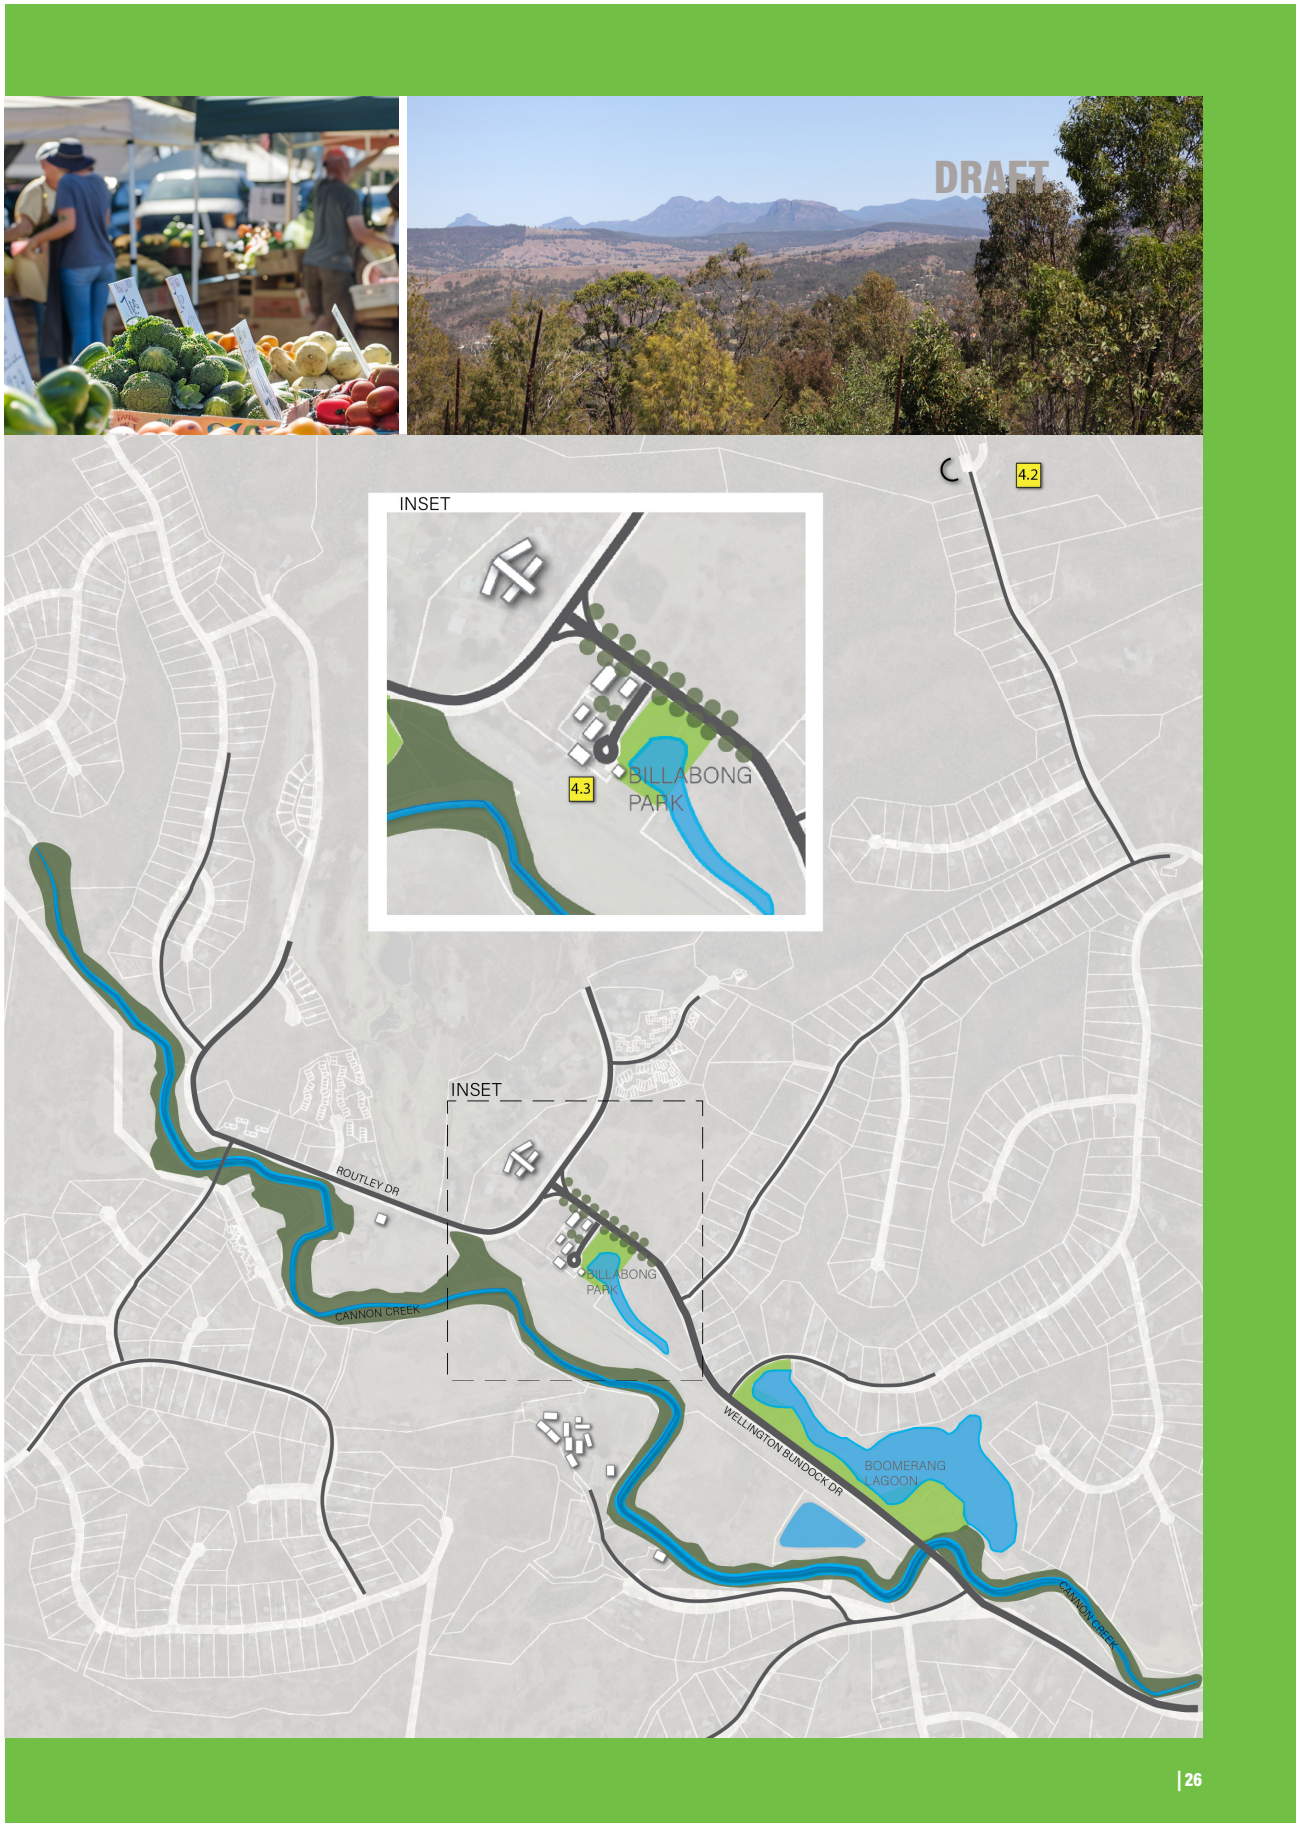 DRAFT
4.2
INSET
BILLABONG
PARK
4.3
INSET
ROUTLEY DR
BILLABONG
PARK
CANNON CREEK
WELLINGTON BUNDOCK DR
BOOMERANG
LAGOON
CANNON CREEK
| 26